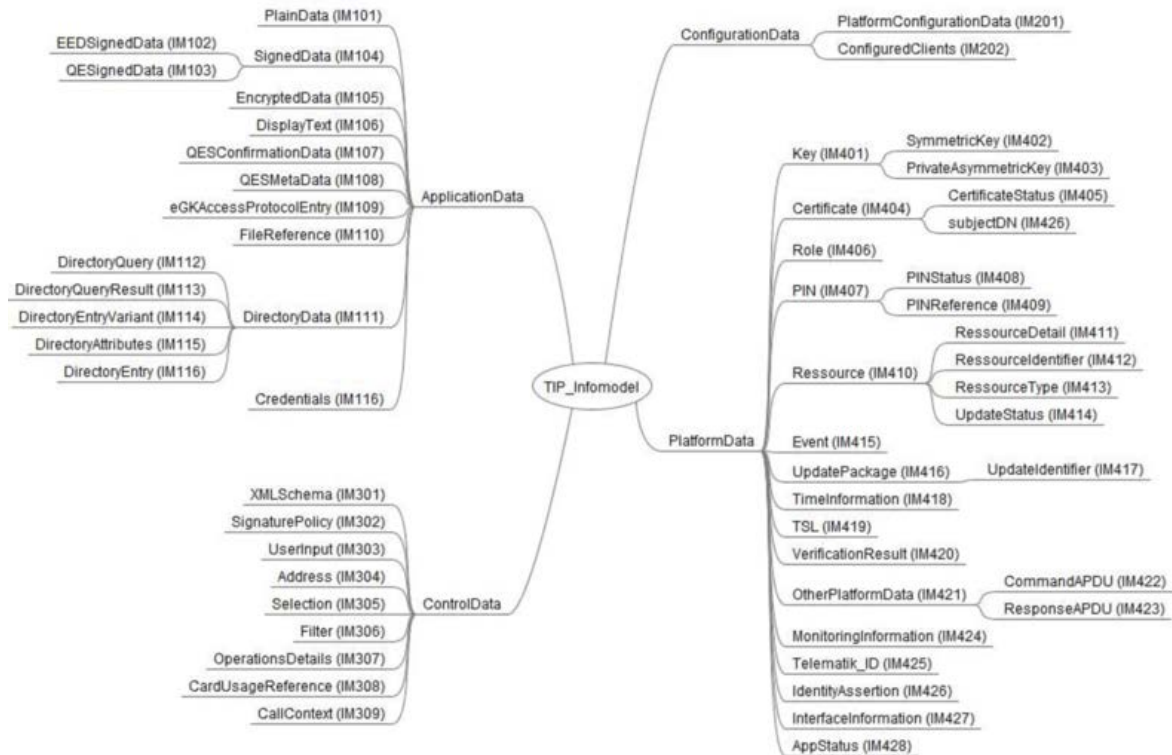 PlainData (IM101)
EEDSignedData (IM102)
SignedData (IM104)
QESignedData (IM103)
EncryptedData (IM105)
DisplayText (IM106)
QESConfirmationData (IM107)
QESMetaData (IM108)
ApplicationData
eGKAccessProtocolEntry (IM109)
FileReference (IM110)
DirectoryQuery (IM112)
DirectoryQueryResult (IM113)
DirectoryEntryVariant (IM114)
DirectoryData (IM111)
DirectoryAttributes (IM115)
DirectoryEntry (IM116)
Credentials (IM116)
TIP_Infomodel
XMLSchema (IM301)
SignaturePolicy (IM302)
UserInput (IM303)
Address (IM304)
Selection (IM305)
ControlData
Filter (IM306)
OperationsDetails (IM307)
CardUsageReference (IM308)
CallContext (IM309)
ConfigurationData
PlatformConfigurationData (IM201)
ConfiguredClients (IM202)
Key (IM401)
SymmetricKey (IM402)
PrivateAsymmetricKey (IM403)
Certificate (IM404)
CertificateStatus (IM405)
subjectDN (IM426)
Role (IM406)
PIN (IM407)
PINStatus (IM408)
PINReference (IM409)
Ressource (IM410)
RessourceDetail (IM411)
RessourceIdentifier (IM412)
RessourceType (IM413)
UpdateStatus (IM414)
PlatformData
Event (IM415)
UpdatePackage (IM416)
UpdateIdentifier (IM417)
TimeInformation (IM418)
TSL (IM419)
VerificationResult (IM420)
OtherPlatformData (IM421)
CommandAPDU (IM422)
ResponseAPDU (IM423)
MonitoringInformation (IM424)
Telematik_ID (IM425)
IdentityAssertion (IM426)
InterfaceInformation (IM427)
AppStatus (IM428)